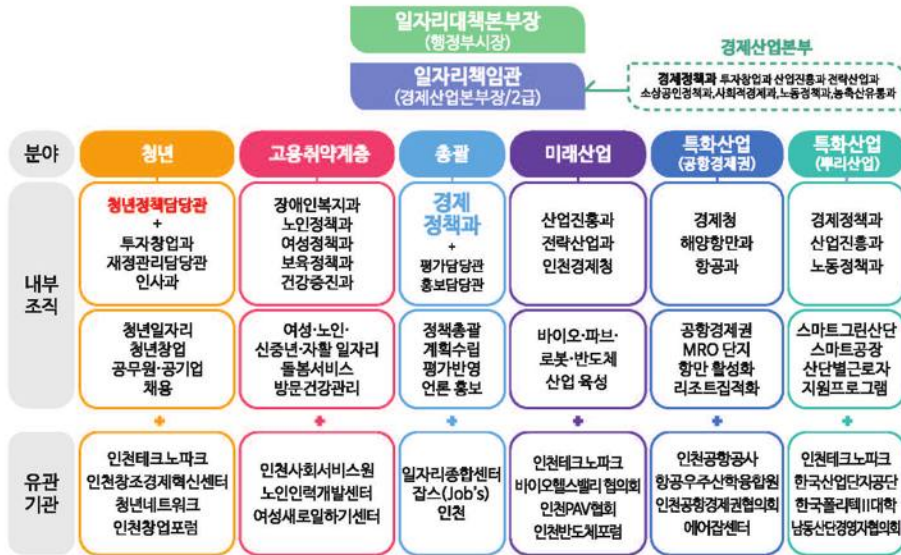 일자리대책본부장
(행정부시장)
일자리책임관
(경제산업본부장/2급)
경제산업본부
경제정책과 투자창업과 산업진흥과 전략산업과
소상공인정책과,사회적경제과,노동정책과,농축산유통과
분야
청년
고용취약계층
총괄
미래산업
특화산업
(공항경제권)
특화산업
(뿌리산업)
내부
조직
청년정책담당관
+
투자창업과
재정관리담당관
인사과
장애인복지과
노인정책과
여성정책과
보육정책과
건강증진과
경제
정책과
+
평가담당관
홍보담당관
산업진흥과
전략산업과
인천경제청
경제청
해양항만과
항공과
경제정책과
산업진흥과
노동정책과
청년일자리
청년창업
공무원·공기업
채용
여성·노인·
신중년·자활 일자리
돌봄서비스
방문건강관리
정책총괄
계획수립
평가반영
언론 홍보
바이오·파브·
로봇·반도체
산업 육성
공항경제권
MRO 단지
항만 활성화
리조트집적화
스마트그린산단
스마트공장
산단별근로자
지원프로그램
+
+
+
+
+
+
유관
기관
인천테크노파크
인천창조경제혁신센터
청년네트워크
인천창업포럼
인천사회서비스원
노인인력개발센터
여성새로일하기센터
일자리종합센터
잡스(Job's)
인천
인천테크노파크
바이오헬스밸리 협의회
인천PAV협회
인천반도체포럼
인천공항공사
항공우주산학융합원
인천공항경제권협의회
에어잡센터
인천테크노파크
한국산업단지공단
한국폴리텍II대학
남동산단경영자협의회